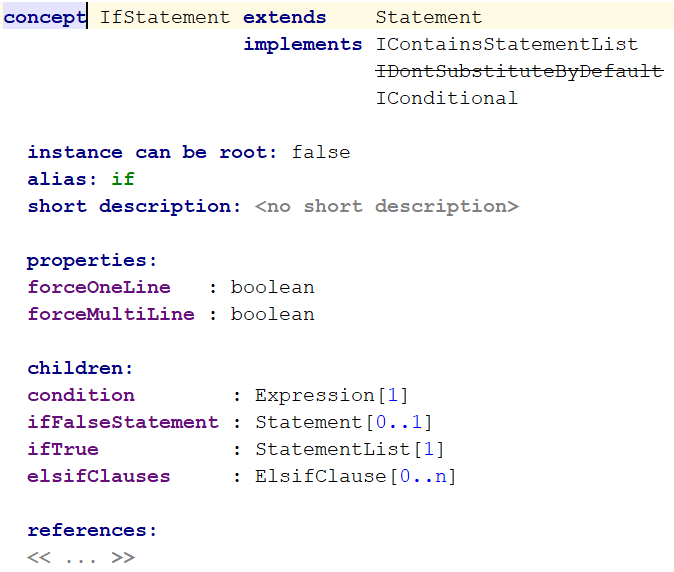 concept IfStatement extends Statement
implements IContainsStatementList
IDontSubstituteByDefault
IConditional
instance can be root: false
alias: if
short description: <no short description>
properties:
forceOneLine : boolean
forceMultiLine : boolean
children:
condition : Expression[1]
ifFalseStatement : Statement[0..1]
ifTrue : StatementList[1]
elsifClauses : ElsifClause[0..n]
references:
<< ... >>